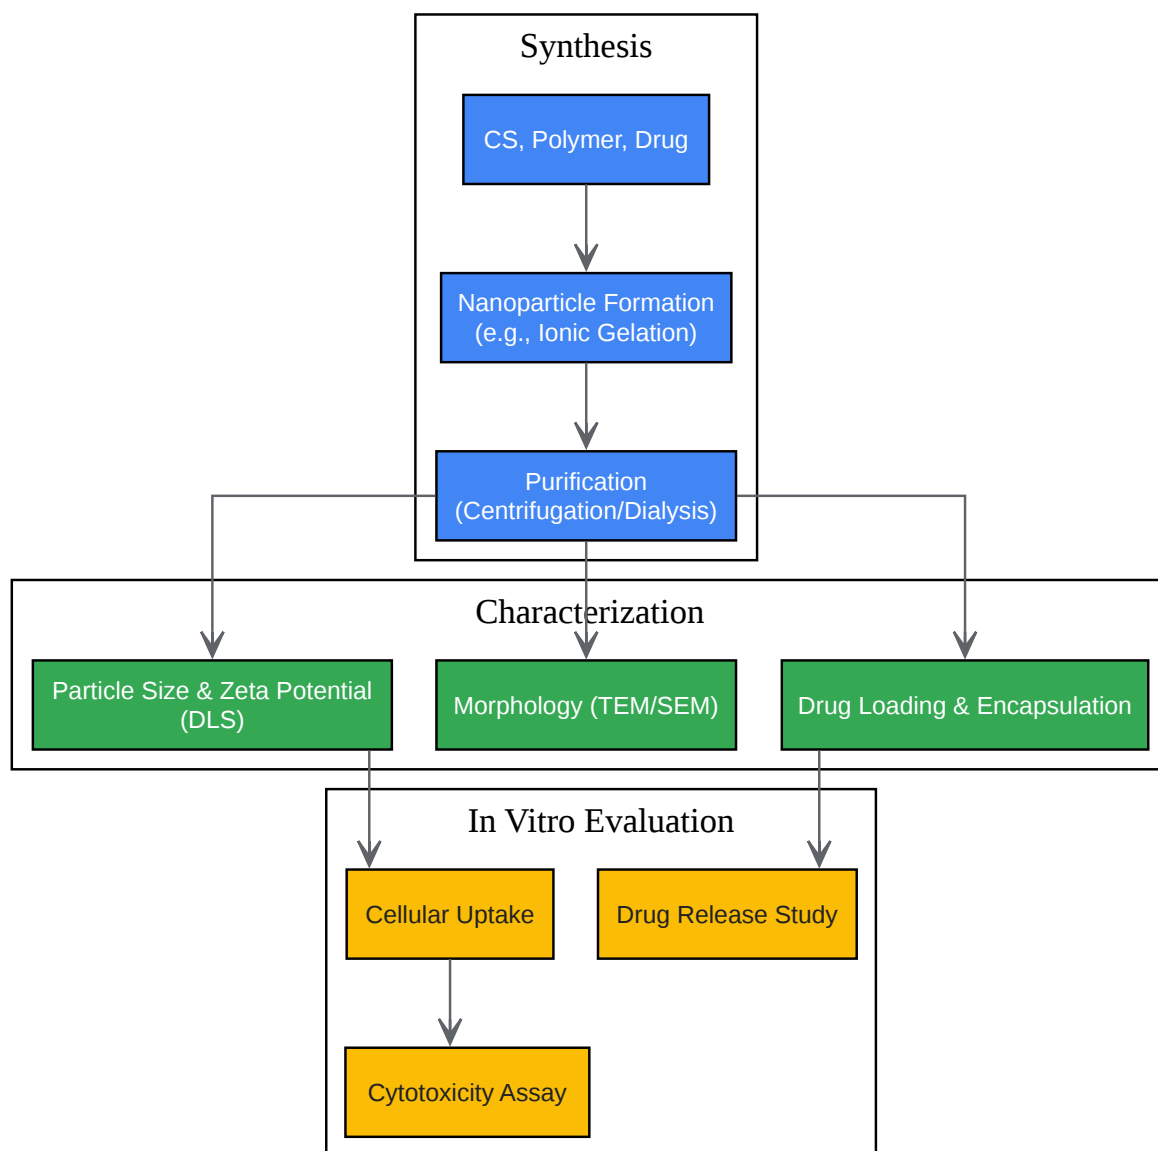 Synthesis
CS, Polymer, Drug
Nanoparticle Formation
(e.g., Ionic Gelation)
Purification
(Centrifugation/Dialysis)
Characterization
Particle Size & Zeta Potential
(DLS)
Morphology (TEM/SEM)
Drug Loading & Encapsulation
In Vitro Evaluation
Cellular Uptake
Drug Release Study
Cytotoxicity Assay